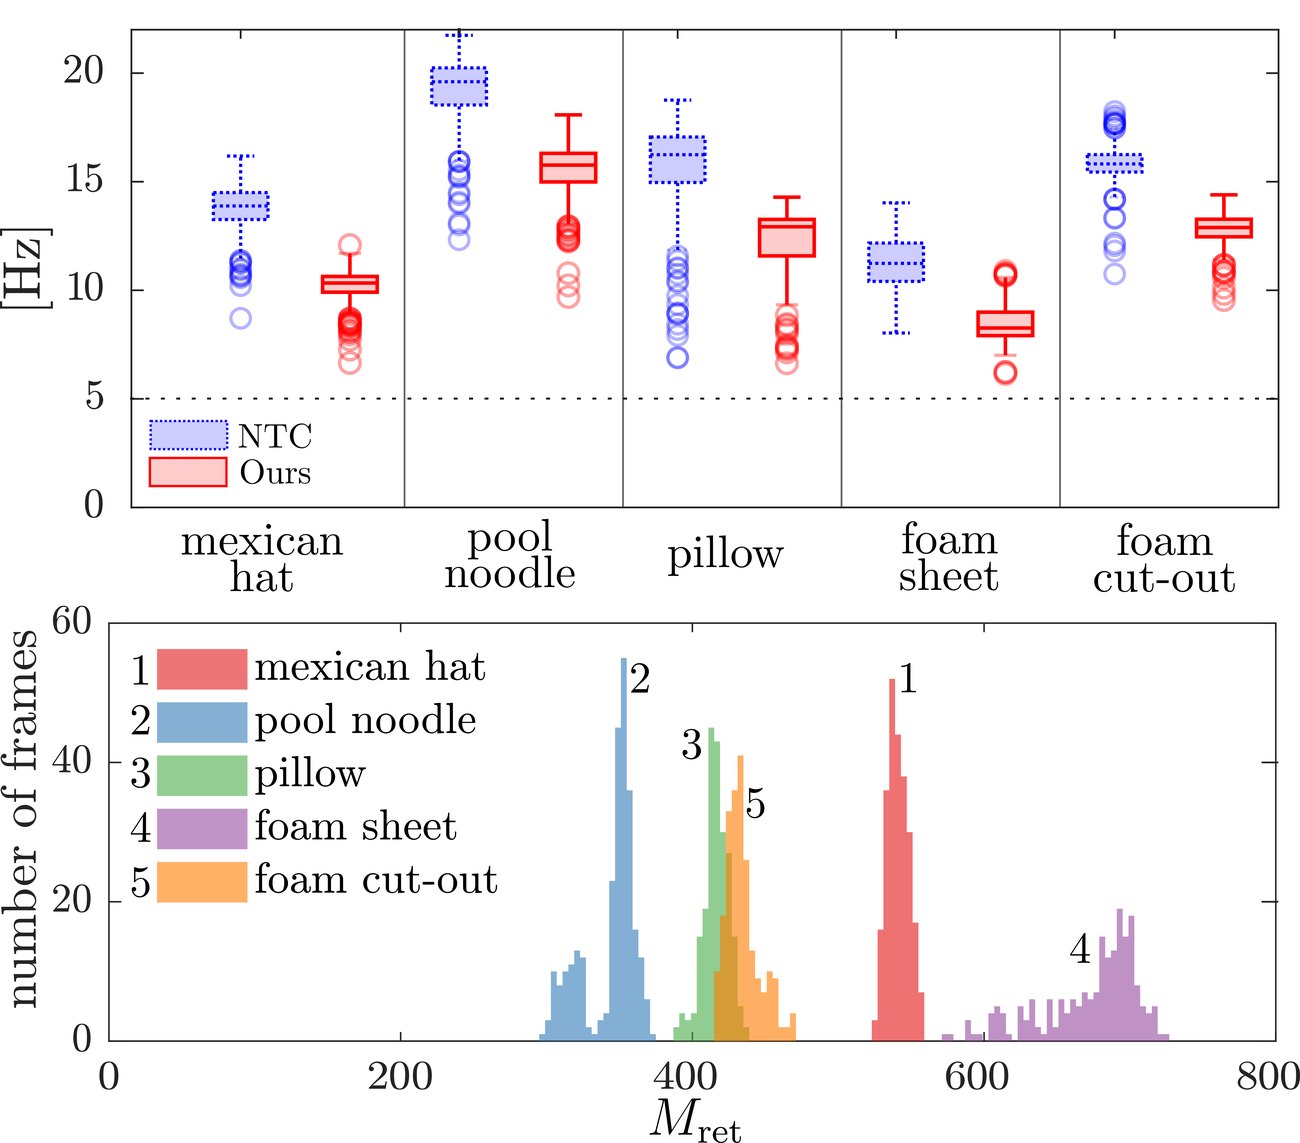 [Hz]
20
15
10
5
0
NTC
Ours
mexican
hat
pool
noodle
pillow
foam
sheet
foam
cut-out
number of frames
60
40
20
0
1 mexican hat
2 pool noodle
3 pillow
4 foam sheet
5 foam cut-out
2
3
5
1
4
0 200 400 600 800
M_ret